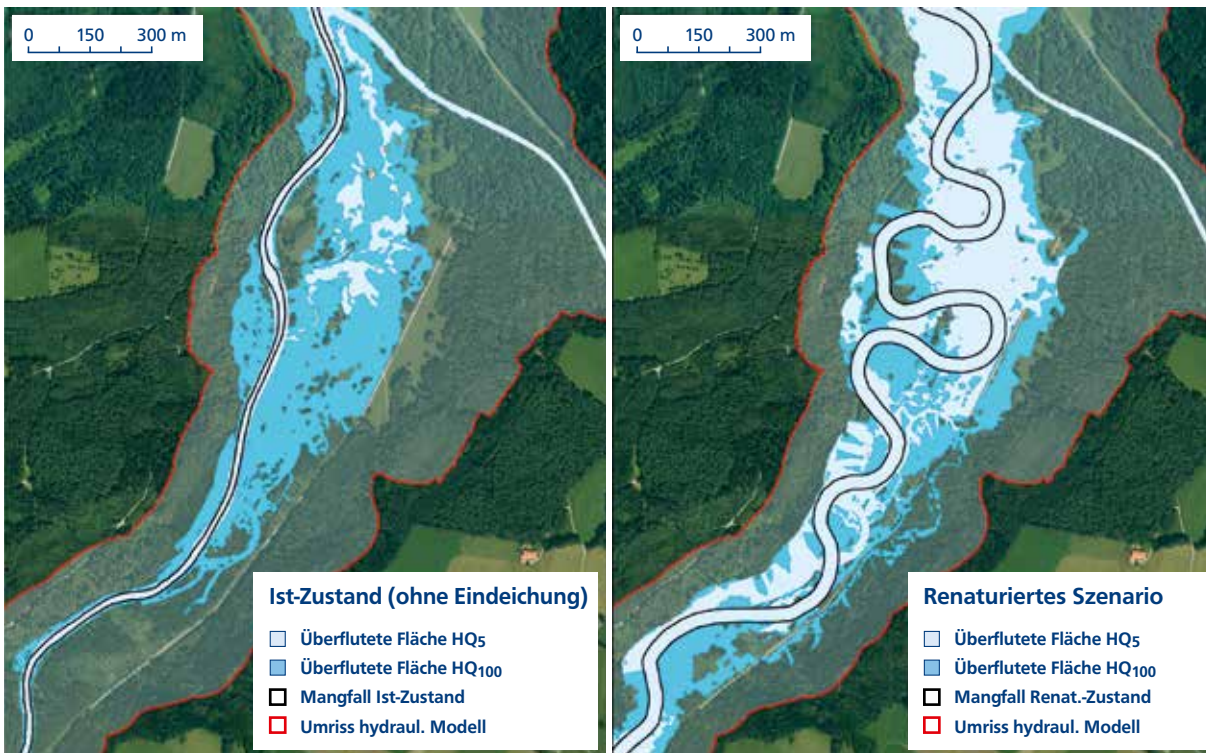 0 150 300 m
Ist-Zustand (ohne Eindeichung)
Überflutete Fläche HQ5
Überflutete Fläche HQ100
Mangfall Ist-Zustand
Umriss hydraul. Modell
0 150 300 m
Renaturiertes Szenario
Überflutete Fläche HQ5
Überflutete Fläche HQ100
Mangfall Renat.-Zustand
Umriss hydraul. Modell